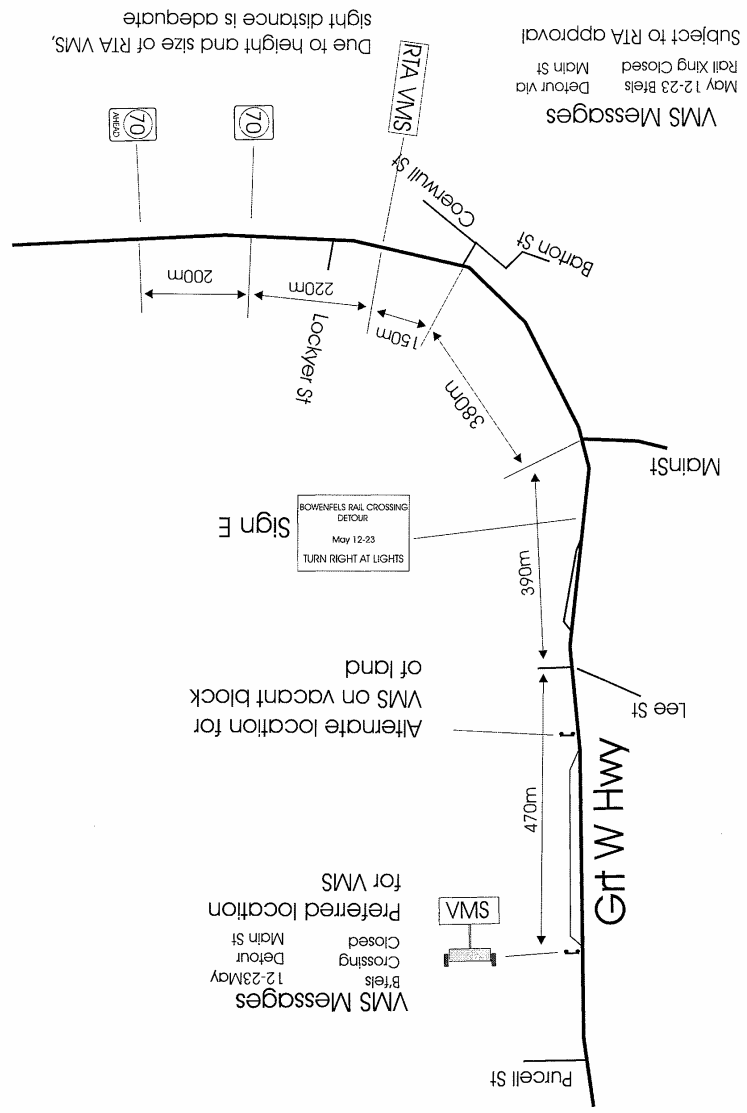 Due to height and size of RTA VMS,
sight distance is adequate
VMS Messages
May 12-23 Bfels
Rail Xing Closed
Detour via
Main St
Subject to RTA approval
70
AHEAD
70
RTA VMS
Coerwull St
Barton St
200m
220m
150m
Lockyer St
380m
Main St
BOWENFELS RAIL CROSSING
DETOUR
May 12-23
TURN RIGHT AT LIGHTS
Sign E
390m
Alternate location for
VMS on vacant block
of land
Lee St
470m
Grt W Hwy
Preferred location
for VMS
VMS
VMS Messages
B'fels
Crossing
Closed
12-23May
Detour
Main St
Purcell St